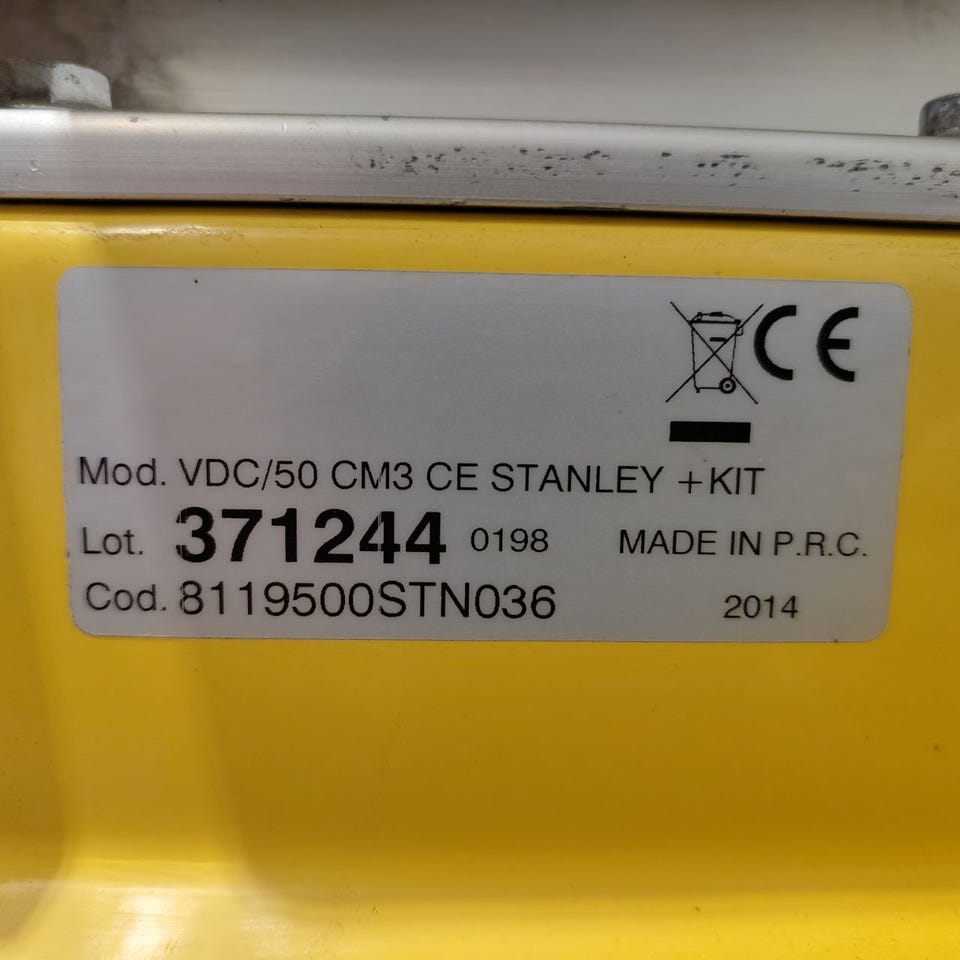 CE
Mod. VDC/50 CM3 CE STANLEY +KIT
Lot. 371244 0198 MADE IN P.R.C.
Cod. 8119500STN036 2014